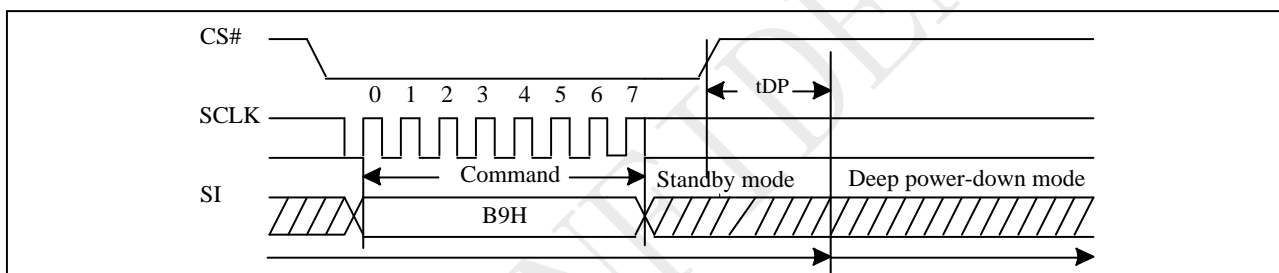 CS#
tDP
0 1 2 3 4 5 6 7
SCLK
Command
Standby mode
Deep power-down mode
SI
B9H